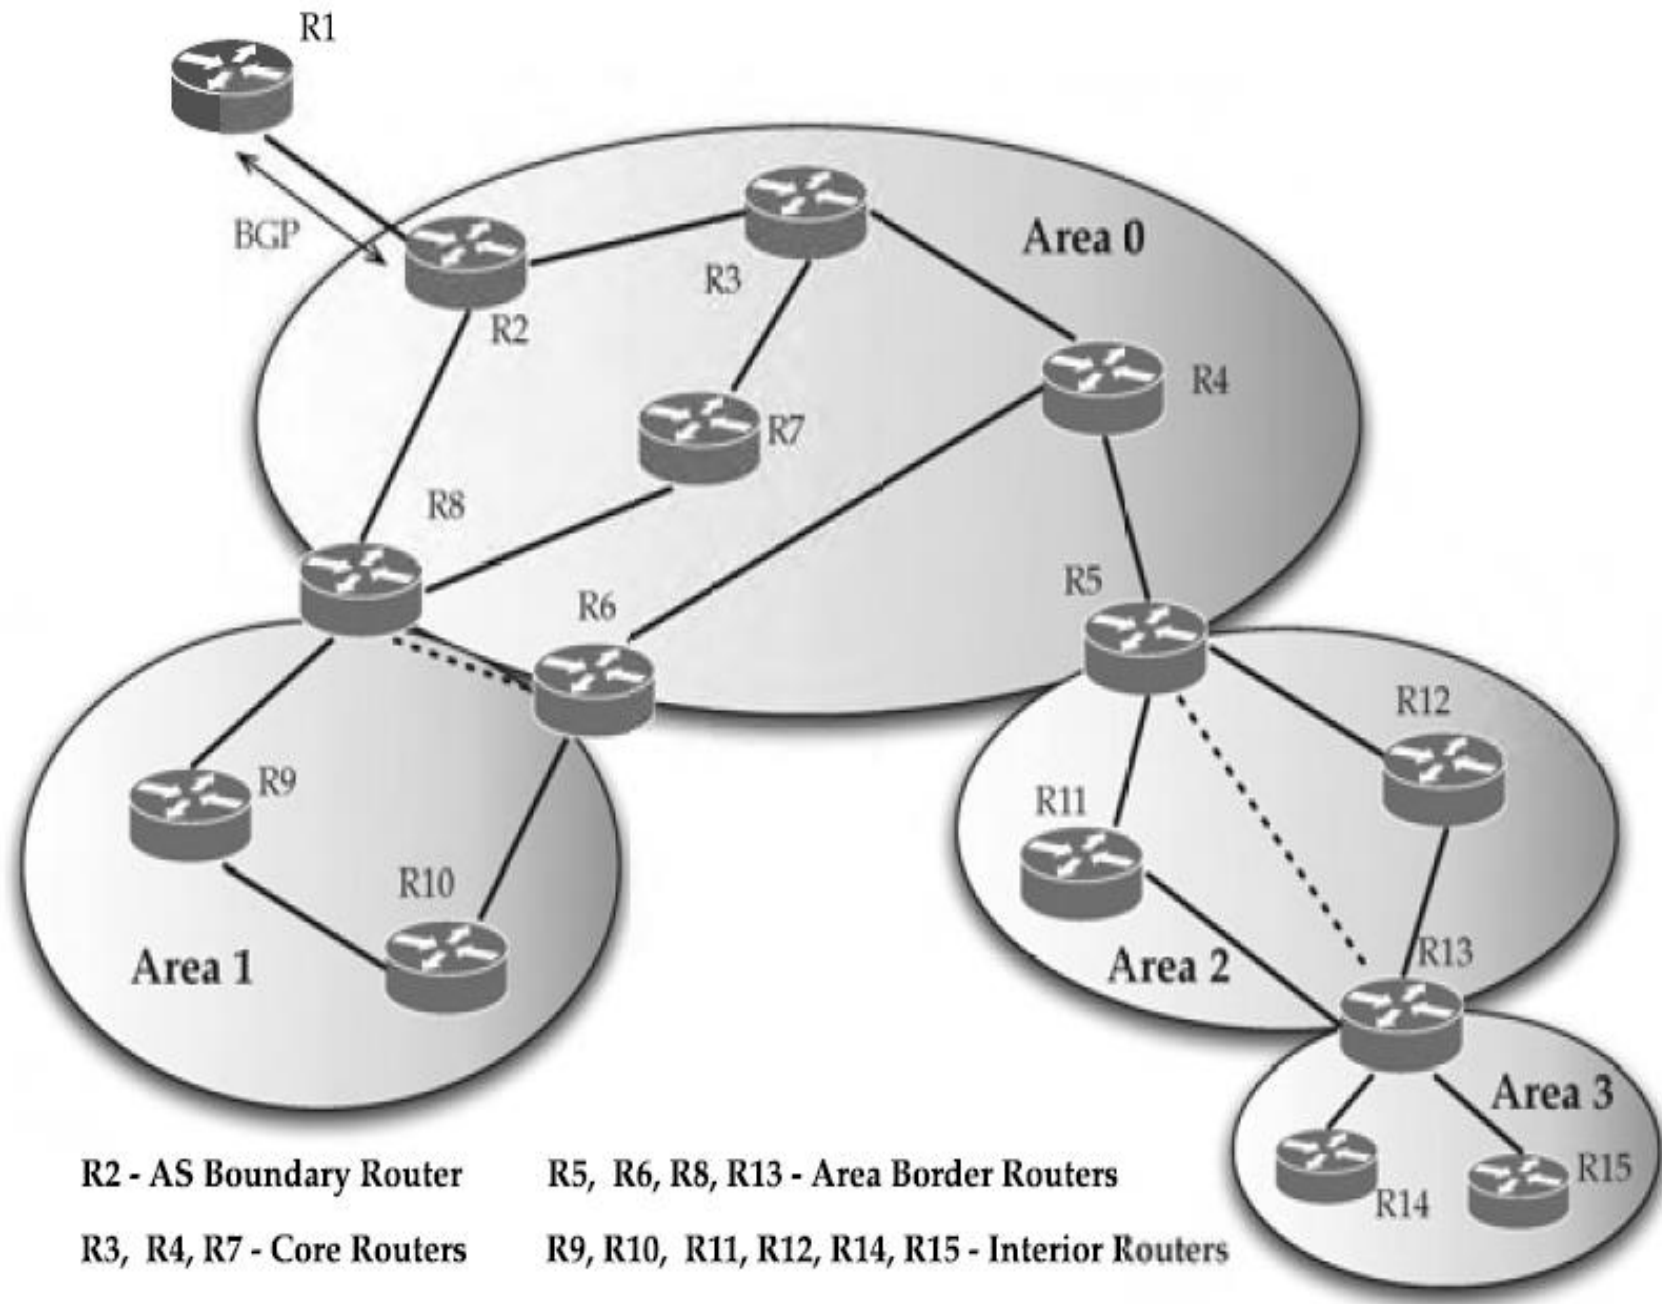 R1
BGP
R2
R3
Area 0
R4
R7
R8
R5
R6
R12
R9
R11
R10
Area 1
Area 2
R13
Area 3
R14
R15
R2 - AS Boundary Router
R5, R6, R8, R13 - Area Border Routers
R3, R4, R7 - Core Routers
R9, R10, R11, R12, R14, R15 - Interior Routers